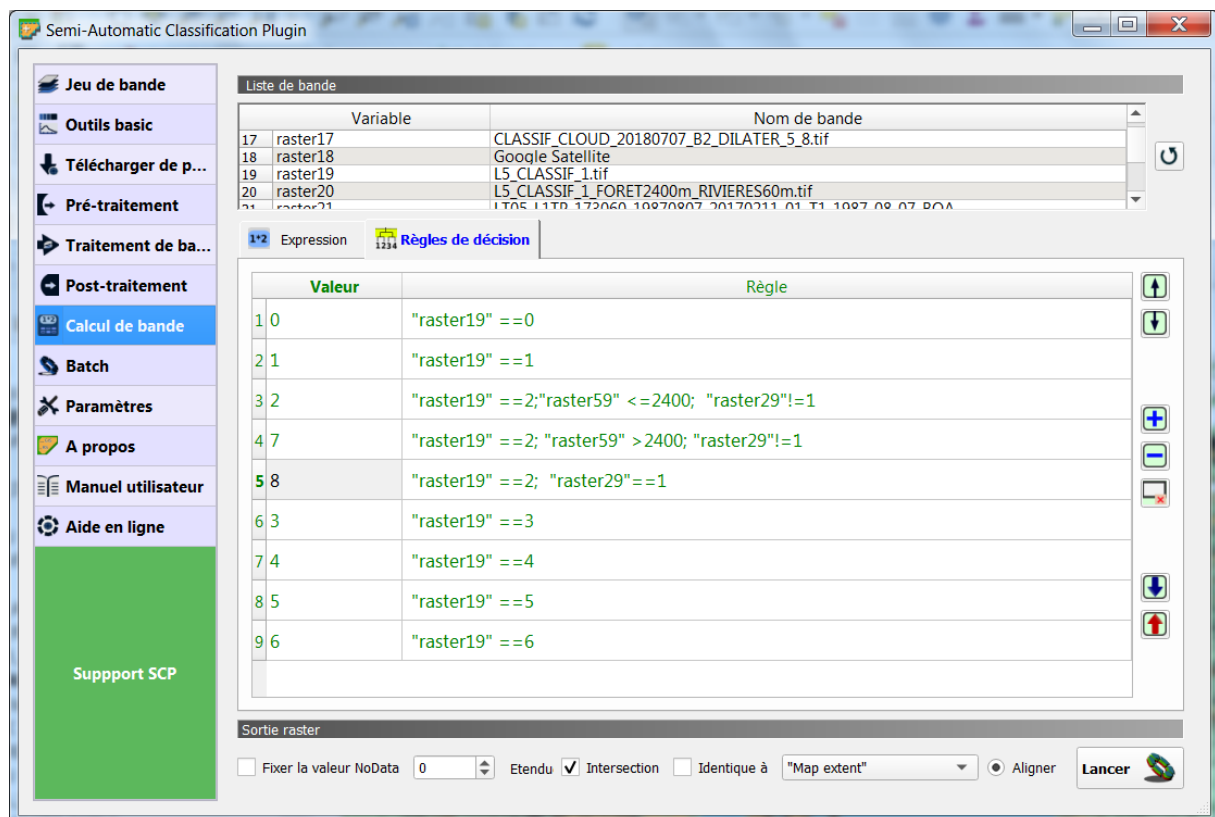 Semi-Automatic Classification Plugin
Jeu de bande
Outils basic
Télécharger de p...
Pré-traitement
Traitement de ba...
Post-traitement
Calcul de bande
Batch
Paramètres
A propos
Manuel utilisateur
Aide en ligne
Suppport SCP
Liste de bande
Variable Nom de bande
17 raster17 CLASSIF_CLOUD_20180707_B2_DILATER_5_8.tif
18 raster18 Google Satellite
19 raster19 L5_CLASSIF_1.tif
20 raster20 L5_CLASSIF_1_FORET2400m_RIVIERES60m.tif
21 raster21 LT05_L1TP_173060_19870807_20170211_01_T1_1987_08_07_BOA
1*2 Expression 1234 Règles de décision
Valeur Règle
1 0 "raster19" ==0
2 1 "raster19" ==1
3 2 "raster19" ==2;"raster59" <=2400; "raster29"!=1
4 7 "raster19" ==2; "raster59" >2400; "raster29"!=1
5 8 "raster19" ==2; "raster29"==1
6 3 "raster19" ==3
7 4 "raster19" ==4
8 5 "raster19" ==5
9 6 "raster19" ==6
Sortie raster
Fixer la valeur NoData 0 Etendu Intersection Identique à "Map extent" Aligner Lancer